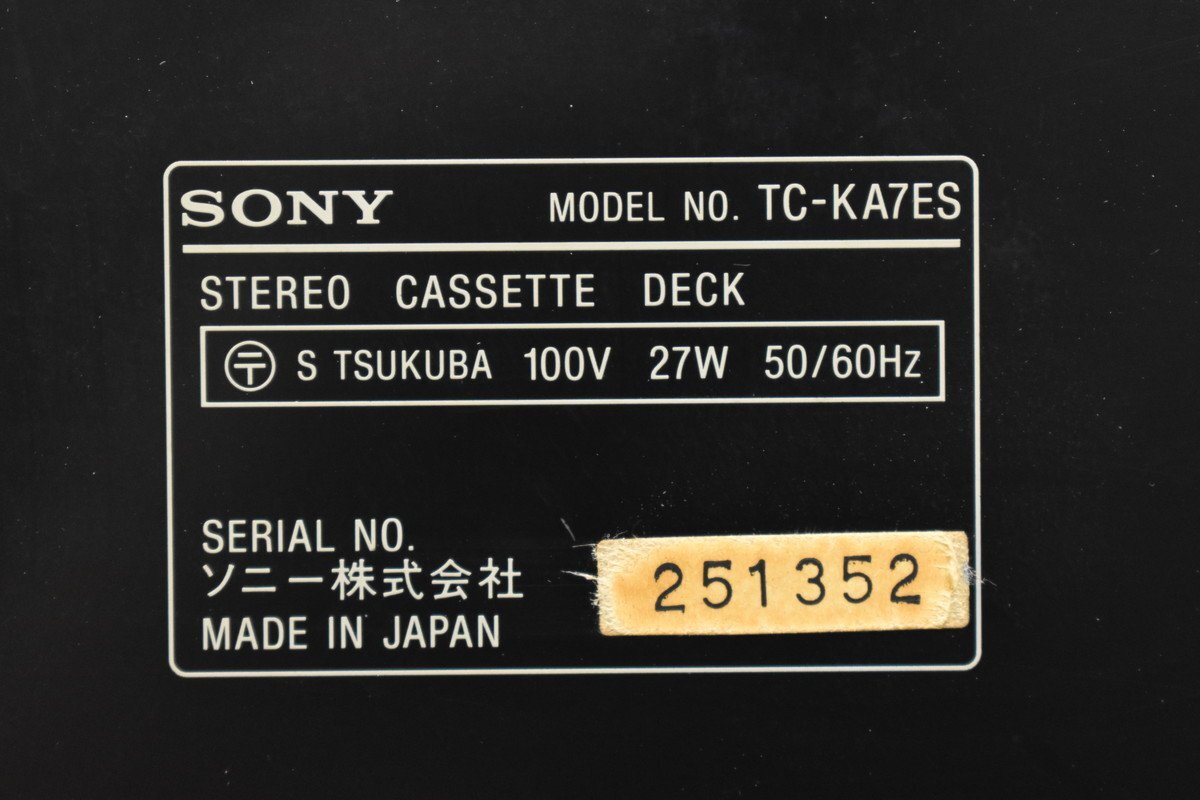 SONY MODEL NO. TC-KA7ES
STEREO CASSETTE DECK
〒 S TSUKUBA 100V 27W 50/60Hz
SERIAL NO.
ソニー株式会社 251352
MADE IN JAPAN